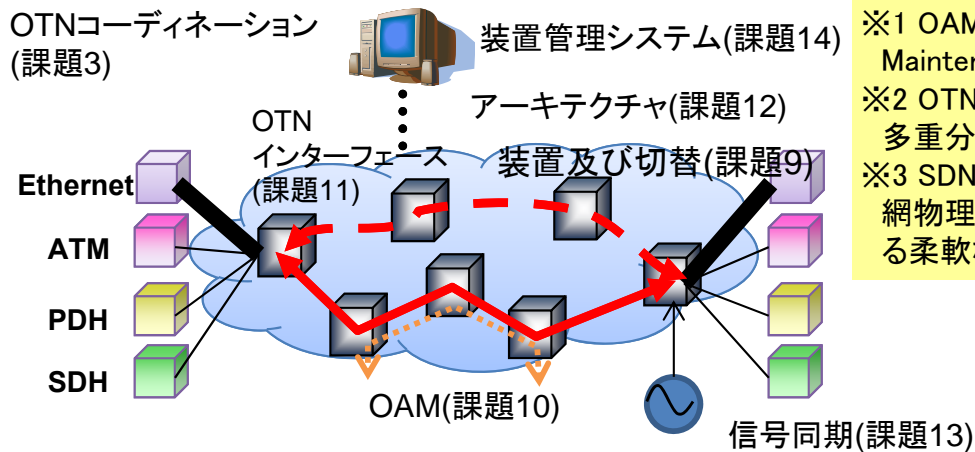 OTNコーディネーション
(課題3)
装置管理システム(課題14)
アーキテクチャ(課題12)
OTN
インターフェース
(課題11)
装置及び切替(課題9)
Ethernet
ATM
PDH
SDH
OAM(課題10)
信号同期(課題13)
※1 OAM
Mainter
※2 OTN
多重分
※3 SDN
網物理
る柔軟